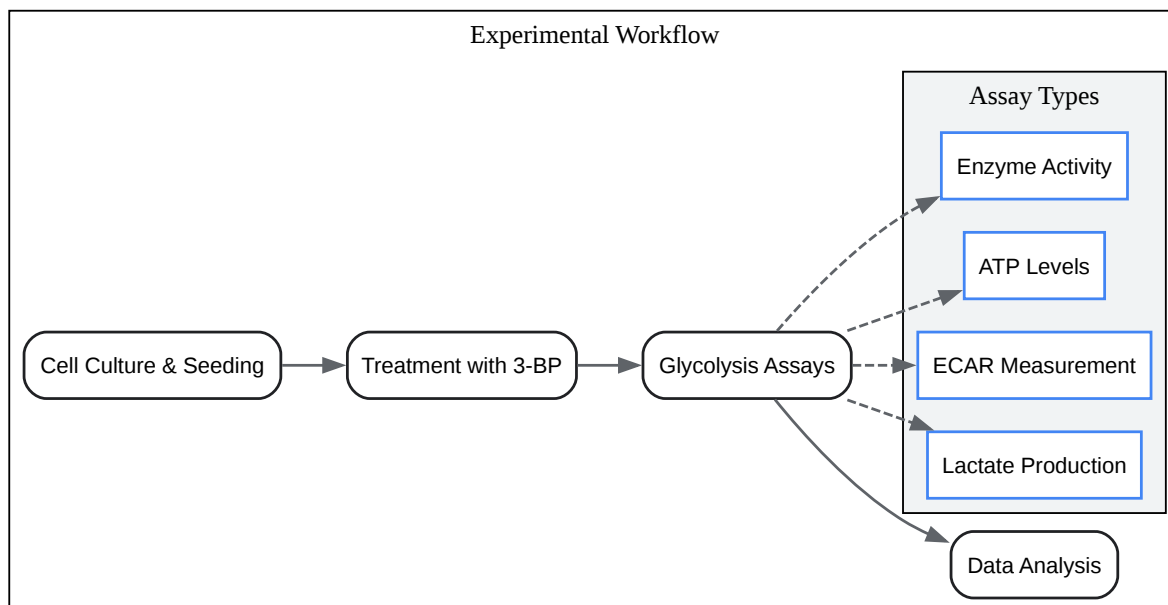 Experimental Workflow
Assay Types
Enzyme Activity
ATP Levels
Cell Culture & Seeding
Treatment with 3-BP
Glycolysis Assays
ECAR Measurement
Lactate Production
Data Analysis